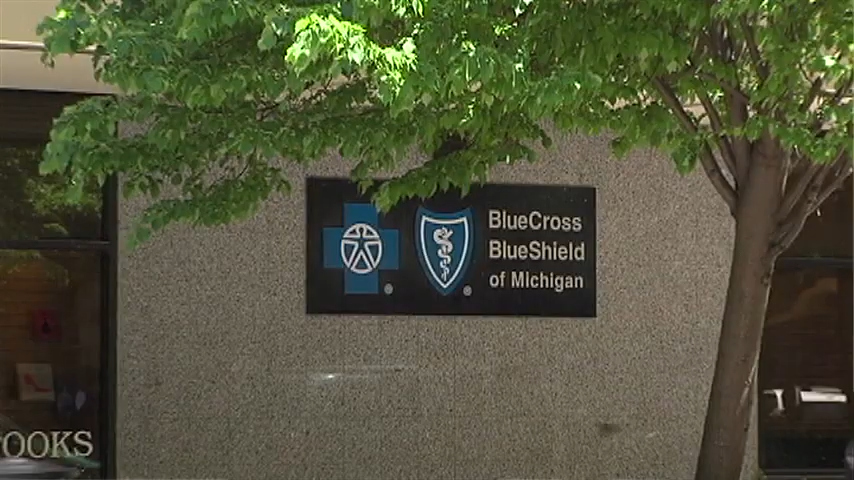 BlueCross
BlueShield
of MIchigan
® ®
OOKS